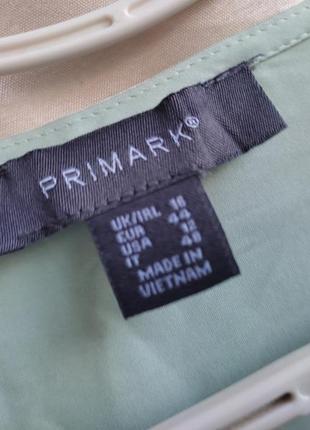 PRIMARK®
UK/IRL 16
EUR 44
USA 12
IT 48
MADE IN
VIETNAM